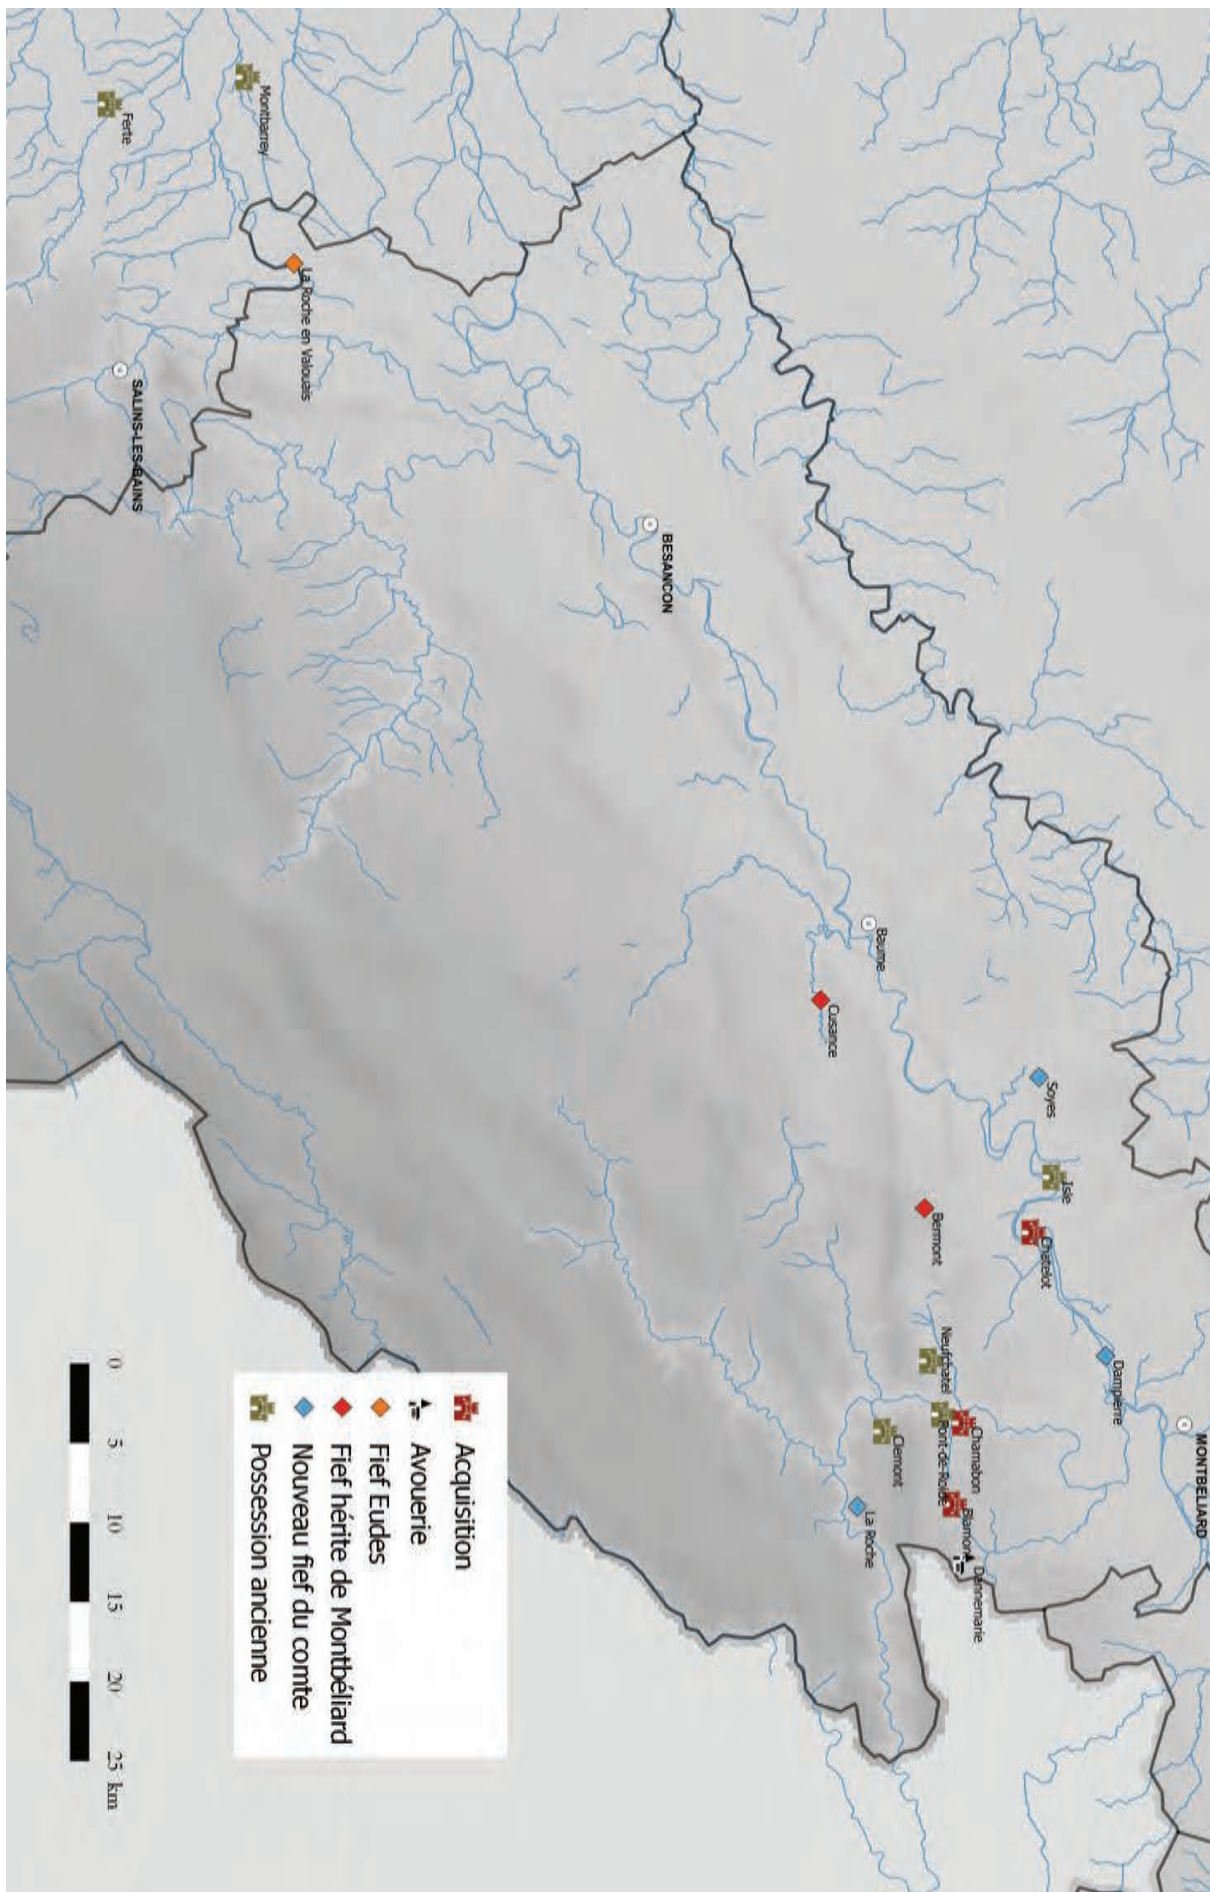 MONTBELIARD
Dampierre
Soyes
Isle
Chatelot
Bermont
Neufchatel
Chamabon
Pont-de-Roide
Blamont
Dannemarie
Clemont
La Roche
Baume
Cusance
BESANCON
La Roche en Valouais
Montbarrey
Ferte
SALINS-LES-BAINS
Acquisition
Avouerie
Fief Eudes
Fief hérite de Montbéliard
Nouveau fief du comte
Possession ancienne
0 5 10 15 20 25 km